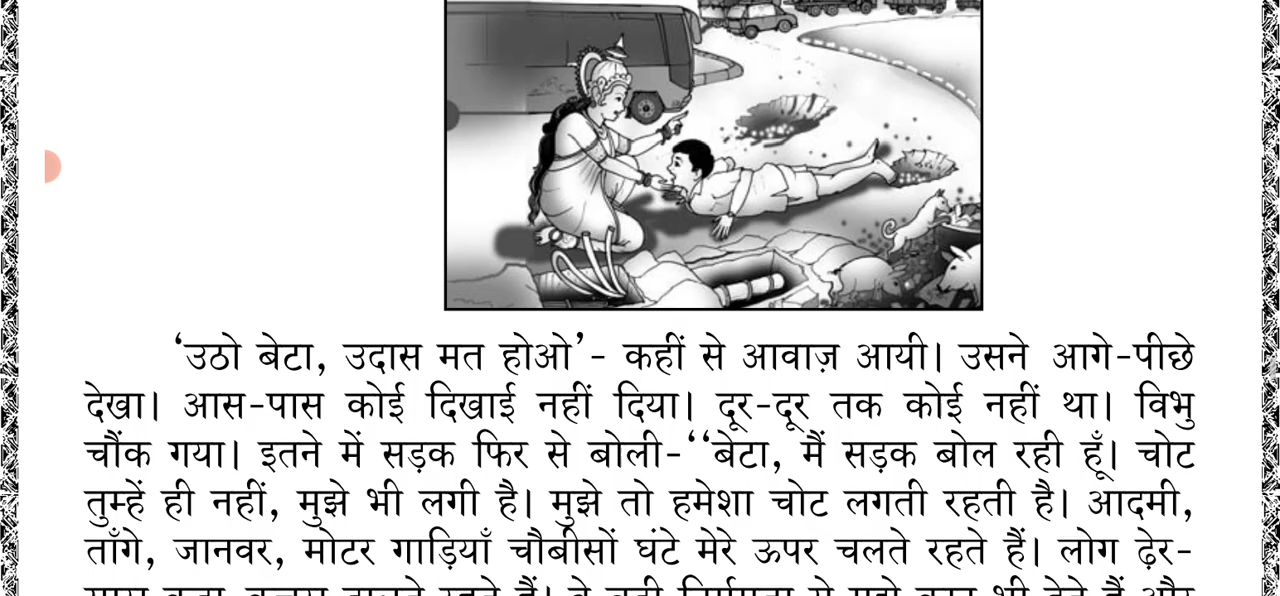 ‘उठो बेटा, उदास मत होओ’- कहीं से आवाज़ आयी। उसने आगे-पीछे
देखा। आस-पास कोई दिखाई नहीं दिया। दूर-दूर तक कोई नहीं था। विभु
चौंक गया। इतने में सड़क फिर से बोली-‘‘बेटा, मैं सड़क बोल रही हूँ। चोट
तुम्हें ही नहीं, मुझे भी लगी है। मुझे तो हमेशा चोट लगती रहती है। आदमी,
ताँगे, जानवर, मोटर गाड़ियाँ चौबीसों घंटे मेरे ऊपर चलते रहते हैं। लोग ढ़ेर-